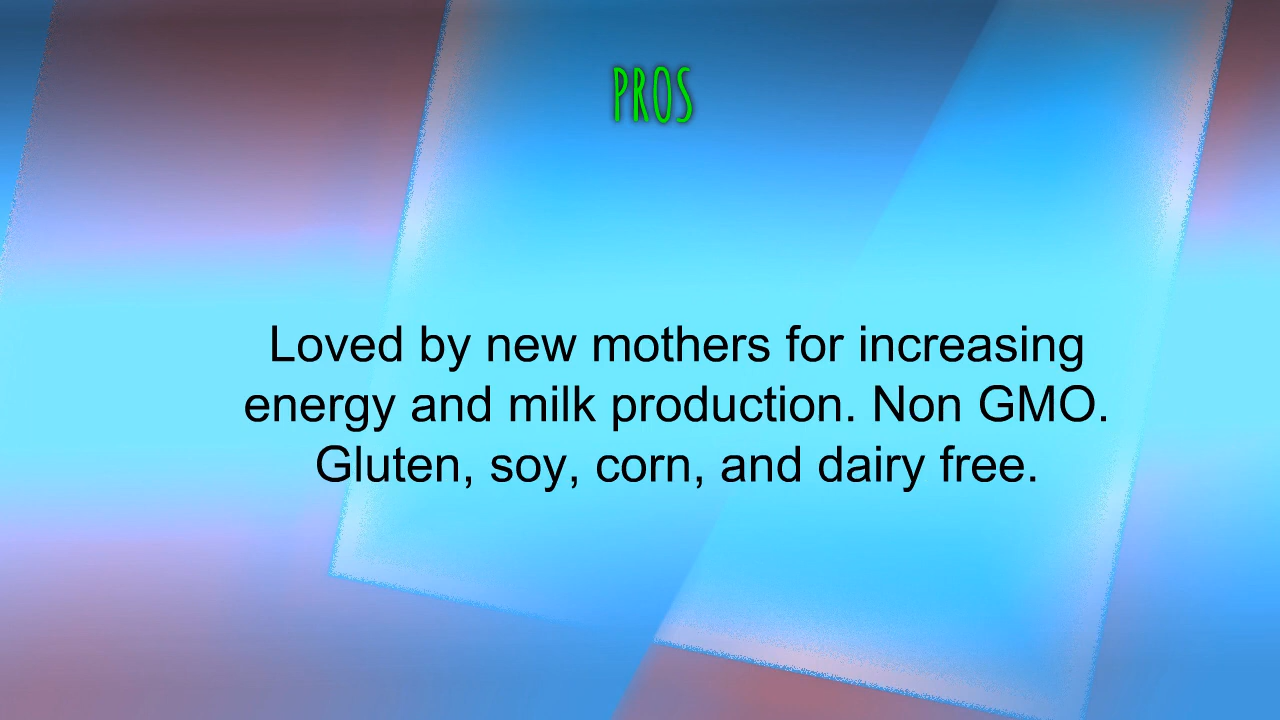 PROS
Loved by new mothers for increasing
energy and milk production. Non GMO.
Gluten, soy, corn, and dairy free.